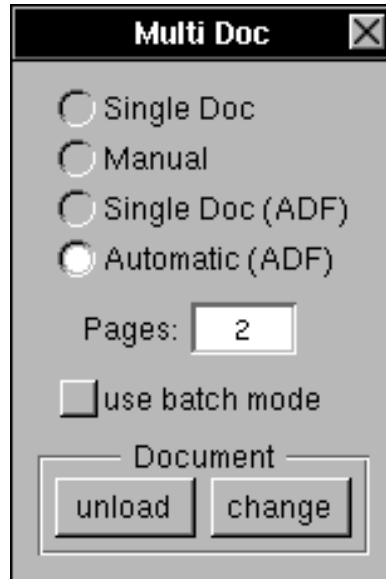 Multi Doc
Single Doc
Manual
Single Doc (ADF)
Automatic (ADF)
Pages: 2
use batch mode
Document
unload change